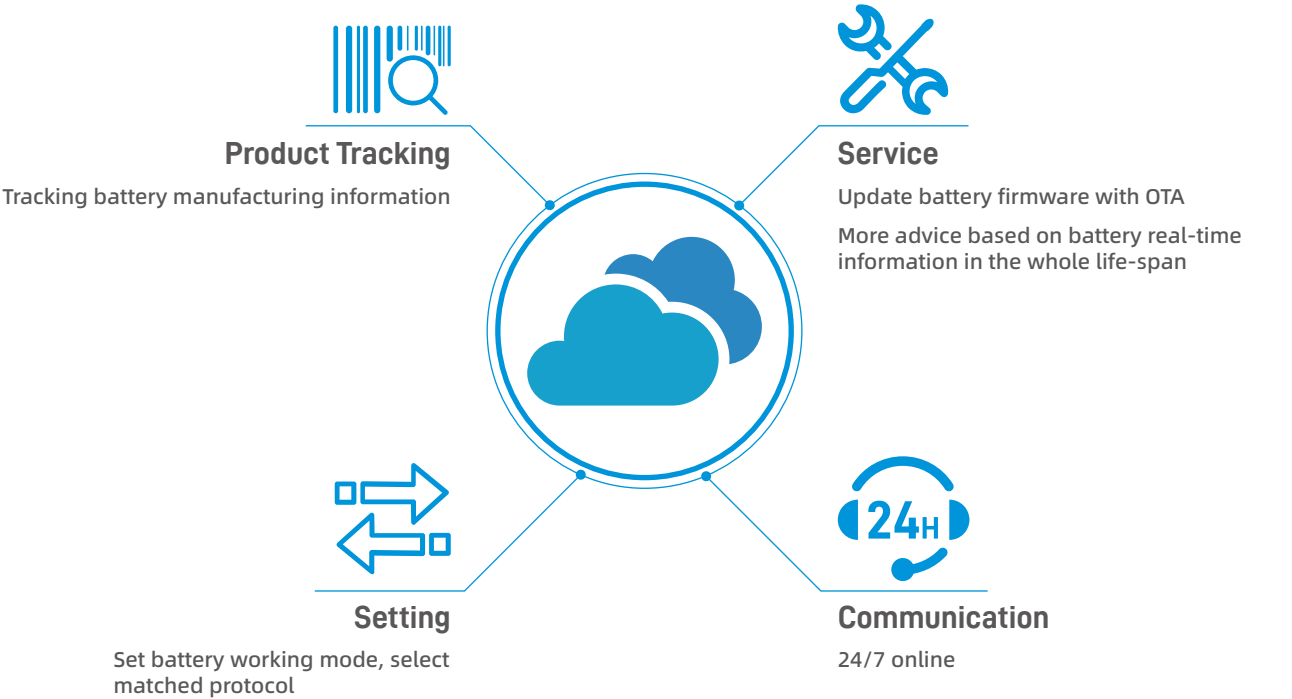 Product Tracking
Tracking battery manufacturing information
Service
Update battery firmware with OTA
More advice based on battery real-time
information in the whole life-span
Setting
Set battery working mode, select
matched protocol
24H
Communication
24/7 online